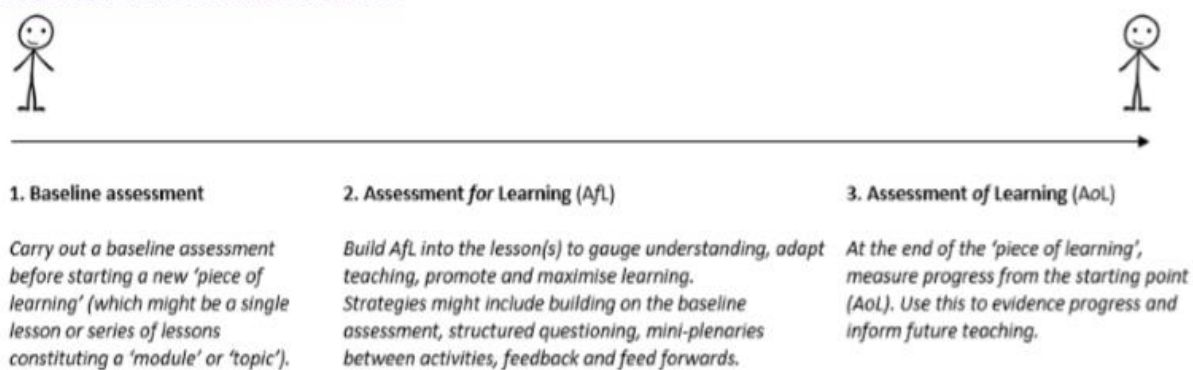 1. Baseline assessment
Carry out a baseline assessment
before starting a new 'piece of
learning' (which might be a single
lesson or series of lessons
constituting a 'module' or 'topic').
2. Assessment for Learning (AfL)
Build AfL into the lesson(s) to gauge understanding, adapt
teaching, promote and maximise learning.
Strategies might include building on the baseline
assessment, structured questioning, mini-plenaries
between activities, feedback and feed forwards.
3. Assessment of Learning (AoL)
At the end of the 'piece of learning',
measure progress from the starting point
(AoL). Use this to evidence progress and
inform future teaching.